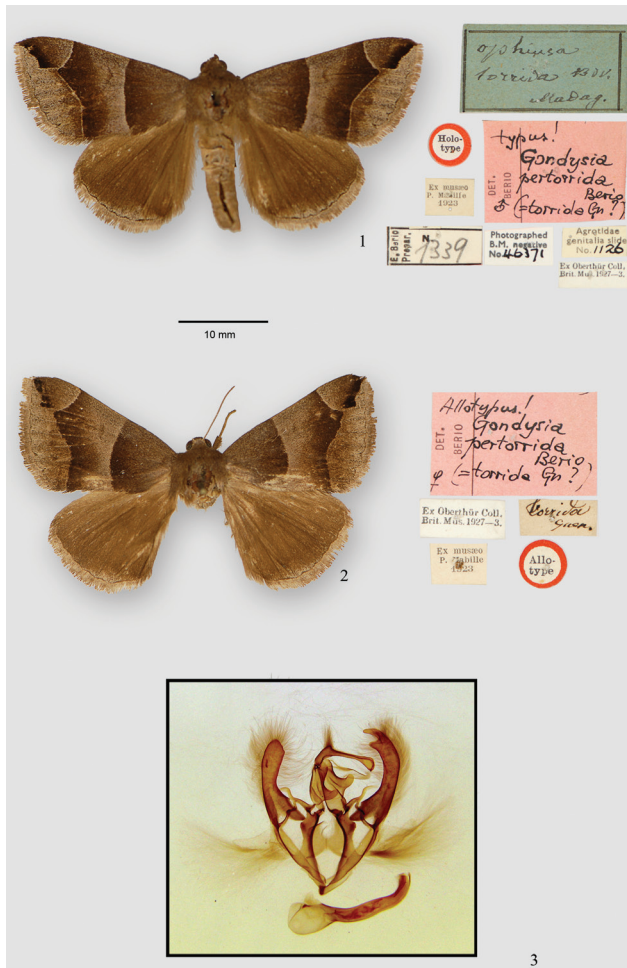 ophiusa
torrida Bdv.
Madag.
Holo-
type
typus!
Gondysia
pertorrida
Berio
♂ (=torrida Gn ?)
DET.
BERIO
Ex musæo
P. Mabille
1923
1
E. Berio
Prepar.
N.
1339
Photographed
B.M. negative
No. 46371
Agrotidae
genitalia slide
No. 1126
Ex Oberthür Coll.
Brit. Mus. 1927—3.
10 mm
Allotypus!
Gondysia
pertorrida
Berio
♀ (=torrida Gn ?)
DET.
BERIO
Ex Oberthür Coll.
Brit. Mus. 1927—3.
torrida
Guen.
Ex musæo
P. Mabille
1923
Allo-
type
2
3